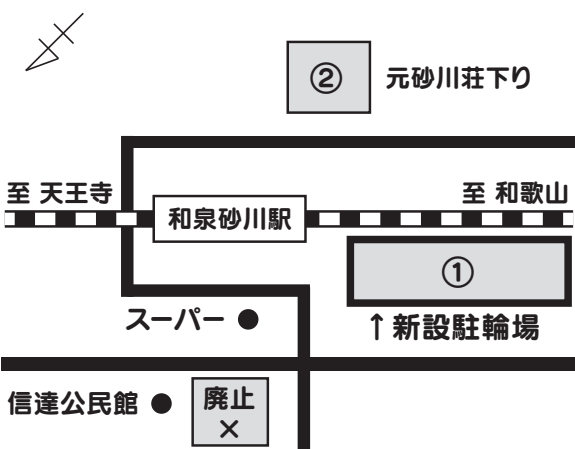 ② 元砂川荘下り
至 天王寺
至 和歌山
和泉砂川駅
①
スーパー ●
↑新設駐輪場
信達公民館 ●
廃止
×